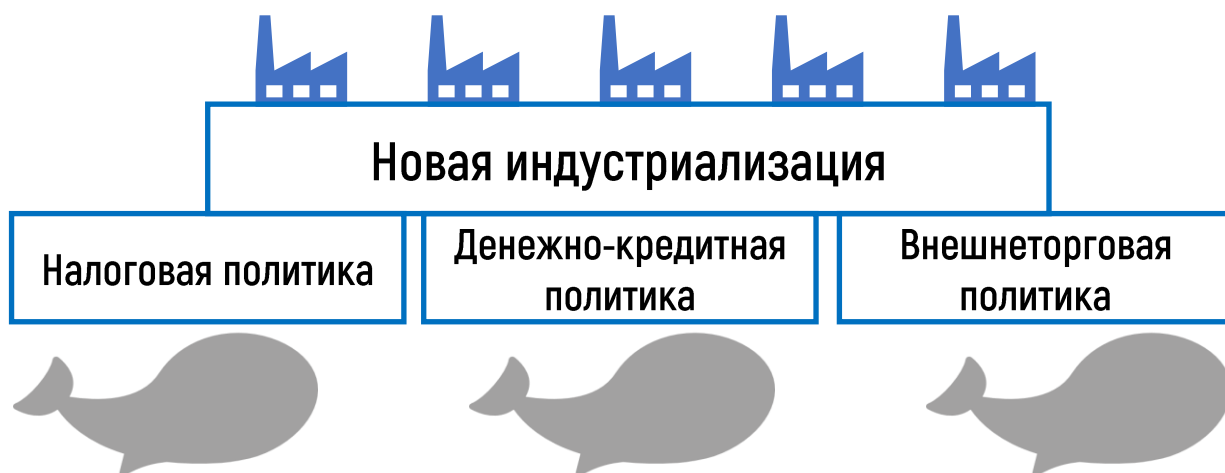 Новая индустриализация
Налоговая политика
Денежно-кредитная
политика
Внешнеторговая
политика